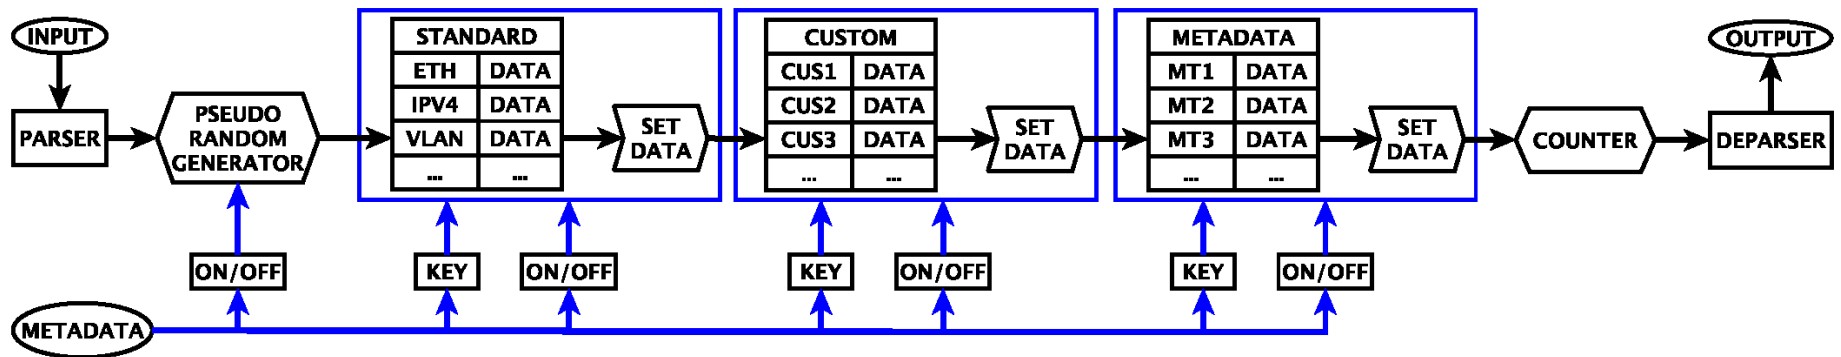 INPUT
PARSER
PSEUDO
RANDOM
GENERATOR
STANDARD
ETH DATA
IPV4 DATA
VLAN DATA
... ...
SET
DATA
CUSTOM
CUS1 DATA
CUS2 DATA
CUS3 DATA
... ...
SET
DATA
METADATA
MT1 DATA
MT2 DATA
MT3 DATA
... ...
SET
DATA
COUNTER
DEPARSER
OUTPUT
ON/OFF
KEY
ON/OFF
KEY
ON/OFF
KEY
ON/OFF
METADATA